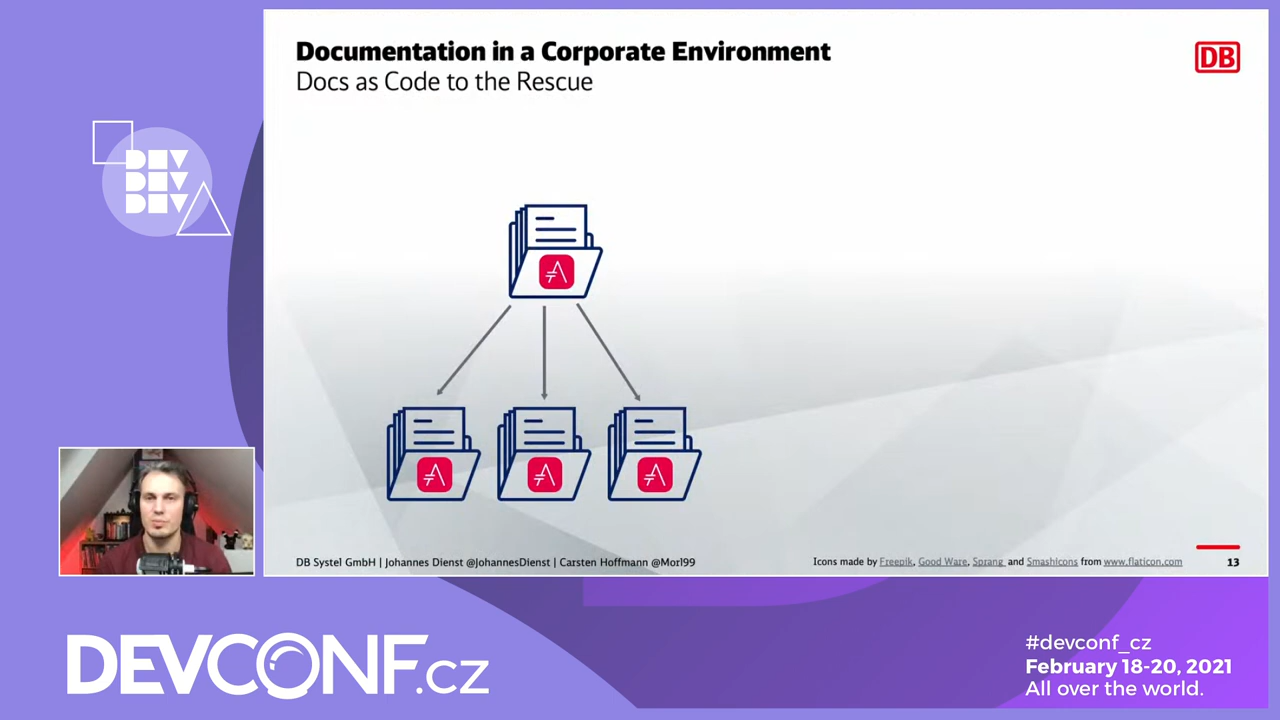 Documentation in a Corporate Environment
Docs as Code to the Rescue
DB
DEV
DEV
DEV
DB Systel GmbH | Johannes Dienst @JohannesDienst | Carsten Hoffmann @Mor199
Icons made by Freepik, Good Ware, Sprang and Smashicons from www.flaticon.com
13
DEVCONF.cz
#devconf_cz
February 18-20, 2021
All over the world.